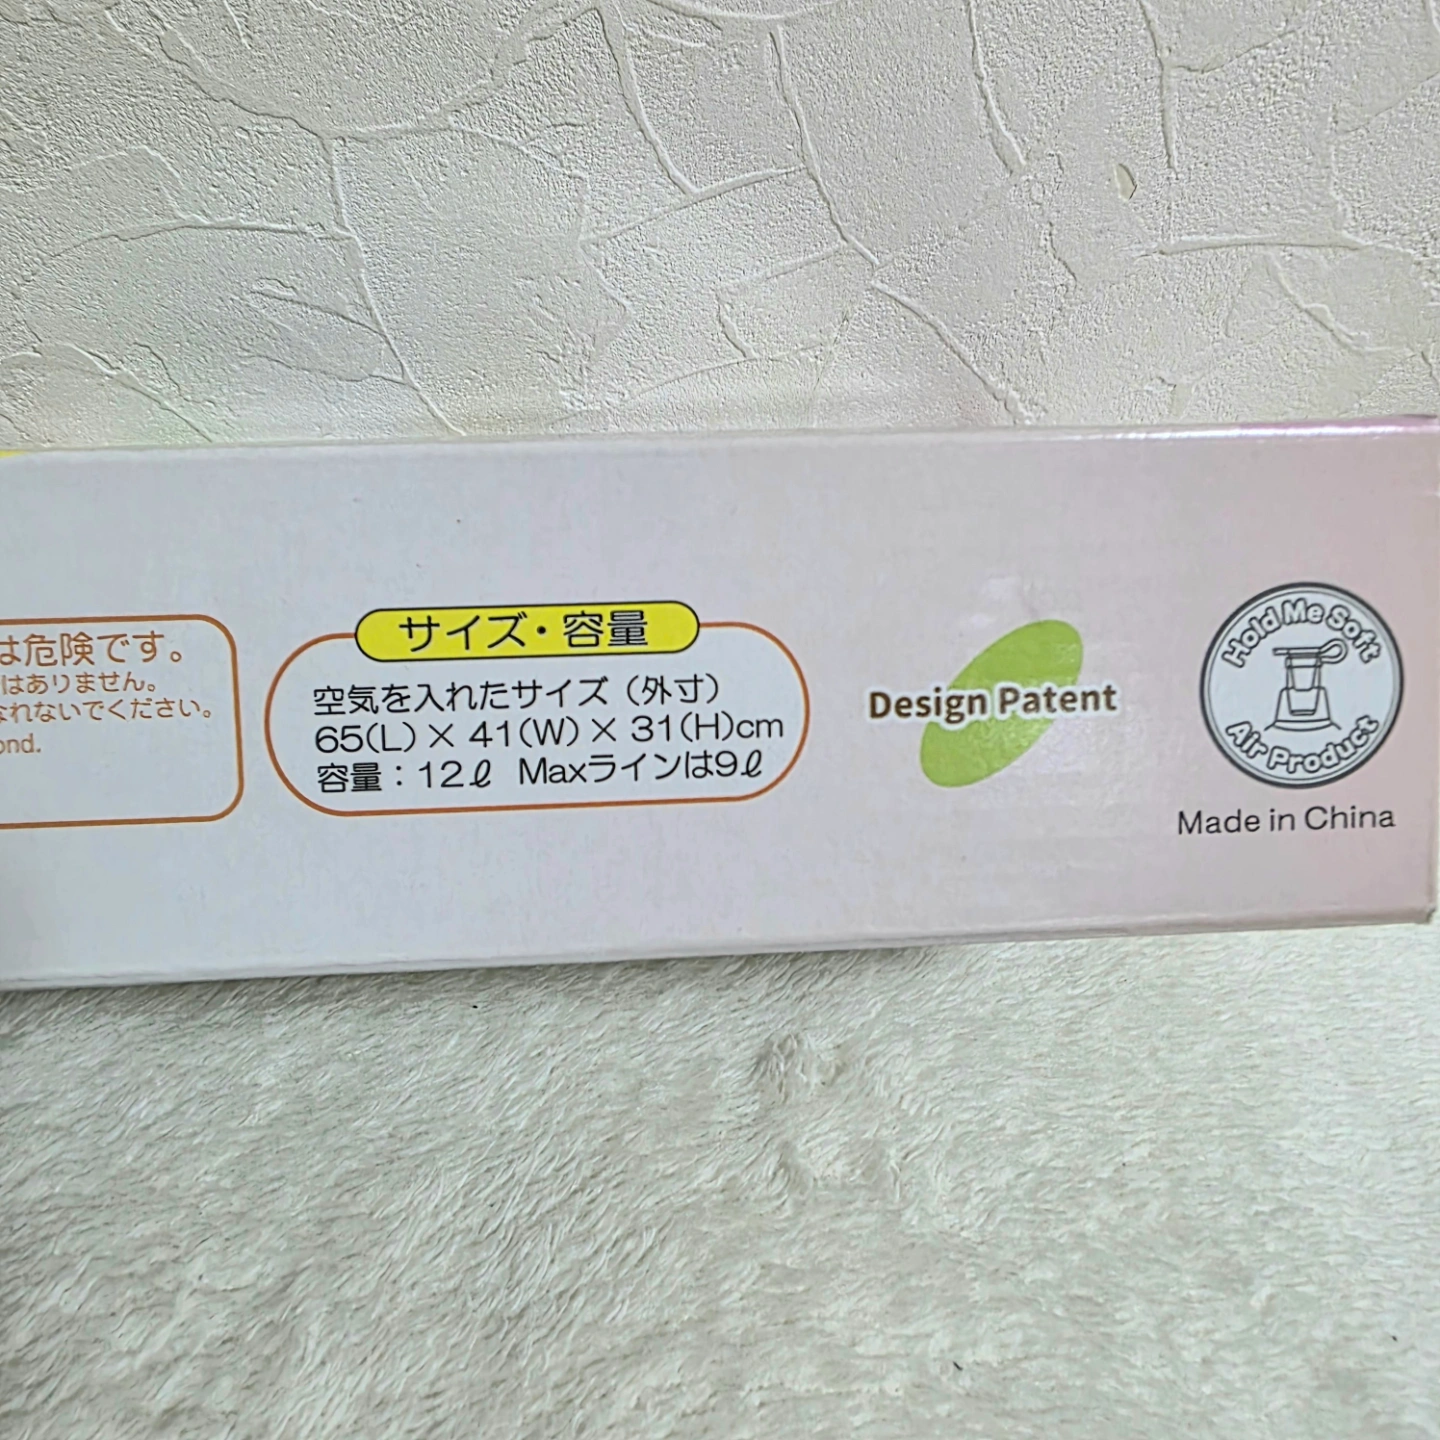 は危険です。
はありません。
なれないでください。
ond.
サイズ・容量
空気を入れたサイズ（外寸）
65(L) × 41(W) × 31(H)cm
容量：12ℓ Maxラインは9ℓ
Design Patent
Hold Me Soft
Air Product
Made in China